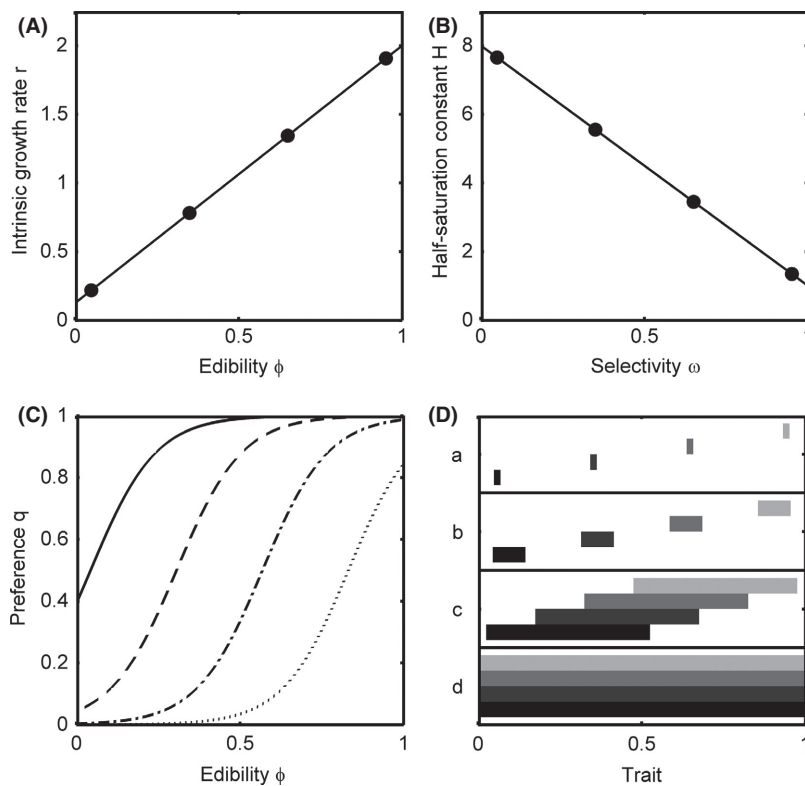 (A)
2
1.5
1
0.5
0
0
0.5
1
Intrinsic growth rate r
Edibility ϕ
(B)
8
6
4
2
0
0
0.5
1
Half-saturation constant H
Selectivity ω
(C)
1
0.8
0.6
0.4
0.2
0
0
0.5
1
Preference q
Edibility ϕ
(D)
a
b
c
d
0
0.5
1
Trait